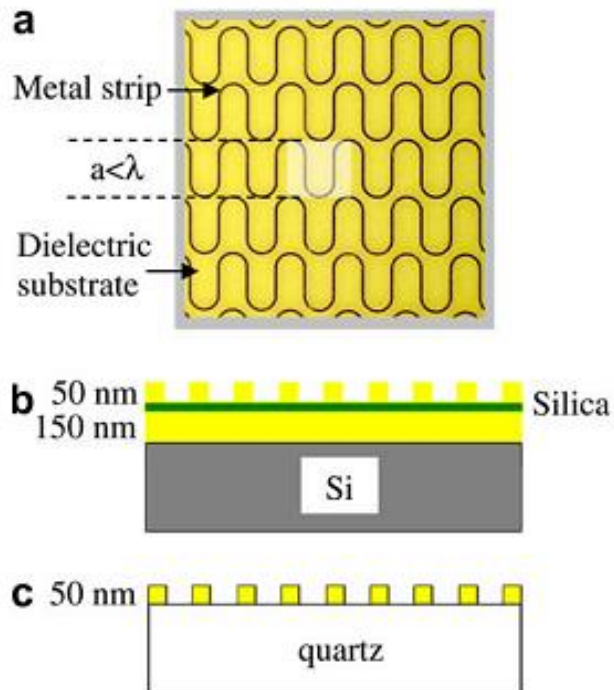 a
Metal strip
a<λ
Dielectric
substrate
b
50 nm
Silica
150 nm
Si
c
50 nm
quartz